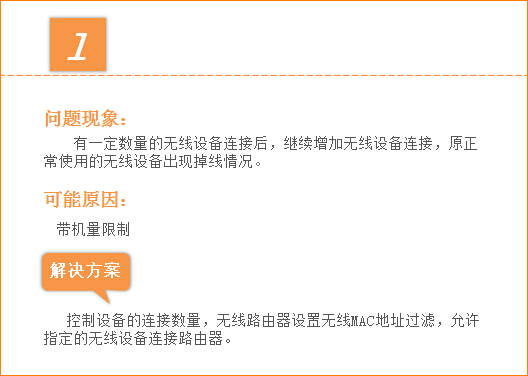 1
问题现象：
有一定数量的无线设备连接后，继续增加无线设备连接，原正
常使用的无线设备出现掉线情况。
可能原因：
带机量限制
解决方案
控制设备的连接数量，无线路由器设置无线MAC地址过滤，允许
指定的无线设备连接路由器。